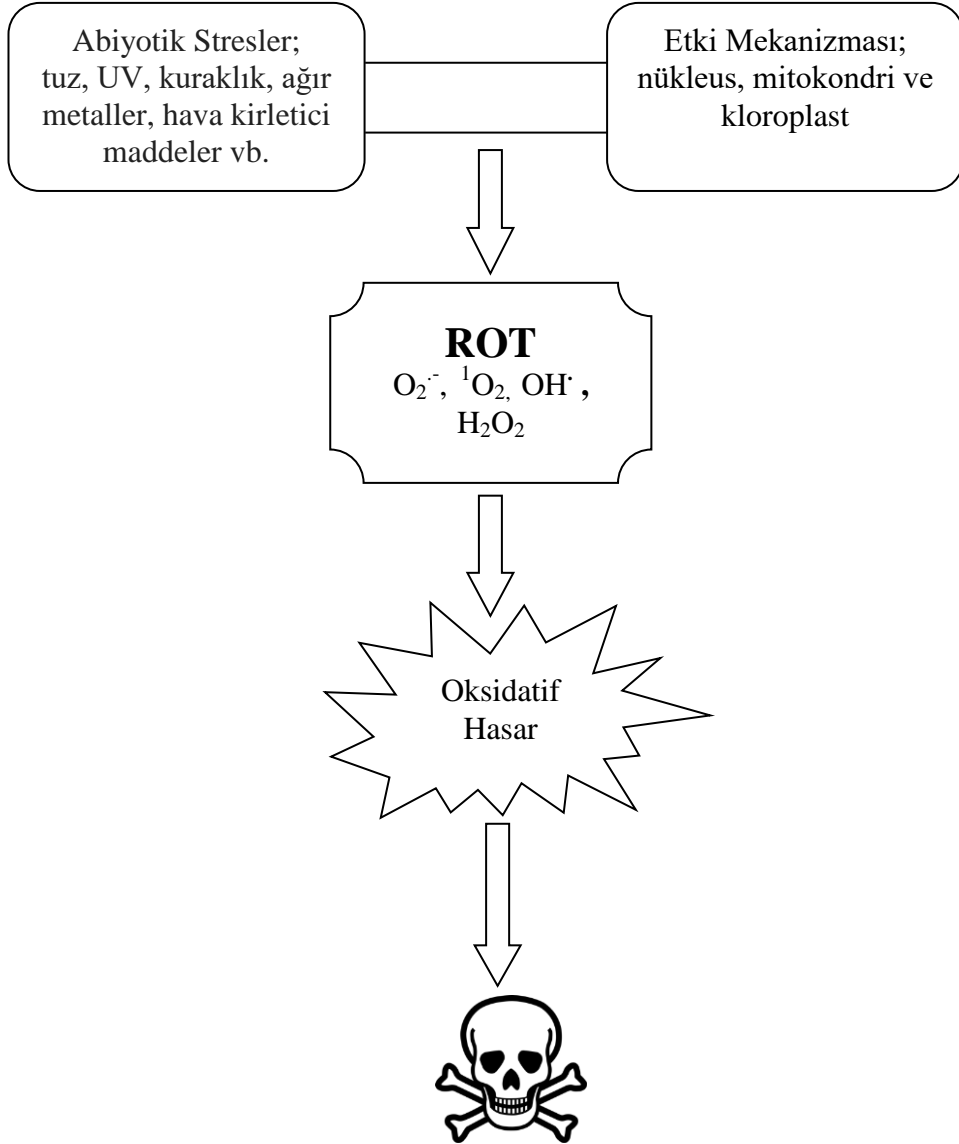 Abiyotik Stresler;
tuz, UV, kuraklık, ağır
metaller, hava kirletici
maddeler vb.
Etki Mekanizması;
nükleus, mitokondri ve
kloroplast
ROT
O₂·⁻, ¹O₂, OH· ,
H₂O₂
Oksidatif
Hasar